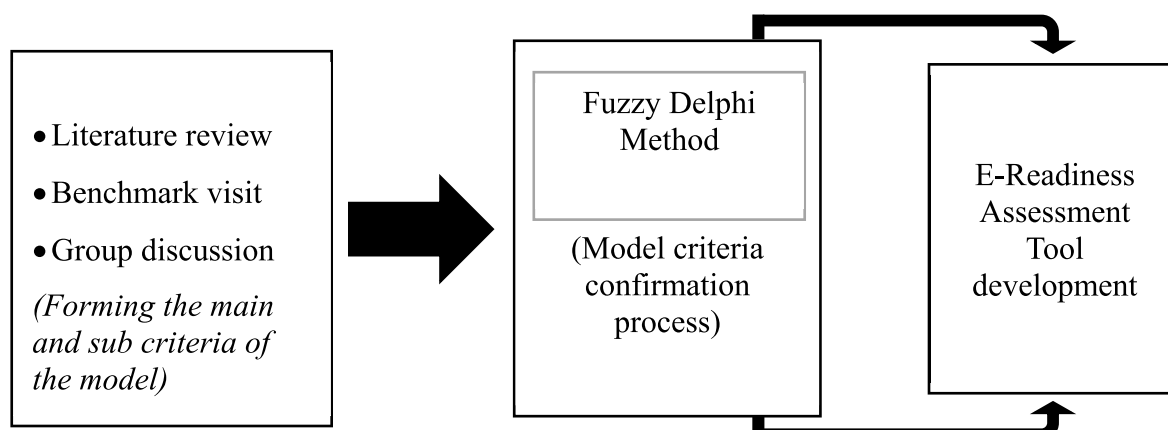 • Literature review
• Benchmark visit
• Group discussion
(Forming the main
and sub criteria of
the model)
Fuzzy Delphi
Method
(Model criteria
confirmation
process)
E-Readiness
Assessment
Tool
development